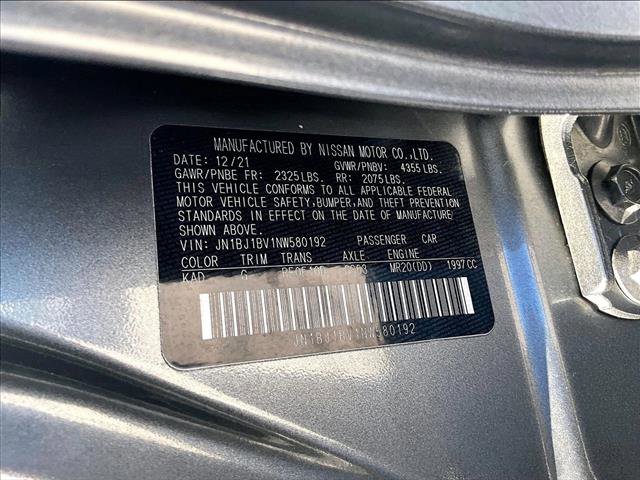 MANUFACTURED BY NISSAN MOTOR CO.,LTD.
DATE: 12/21 GVWR/PNBV: 4355 LBS.
GAWR/PNBE FR: 2325 LBS. RR: 2075 LBS.
THIS VEHICLE CONFORMS TO ALL APPLICABLE FEDERAL
MOTOR VEHICLE SAFETY, BUMPER, AND THEFT PREVENTION
STANDARDS IN EFFECT ON THE DATE OF MANUFACTURE
SHOWN ABOVE.
VIN: JN1BJ1BV1NW580192 PASSENGER CAR
COLOR TRIM TRANS AXLE ENGINE
KAD G MR20(DD) 1997CC
JN1BJ1BV1NW580192